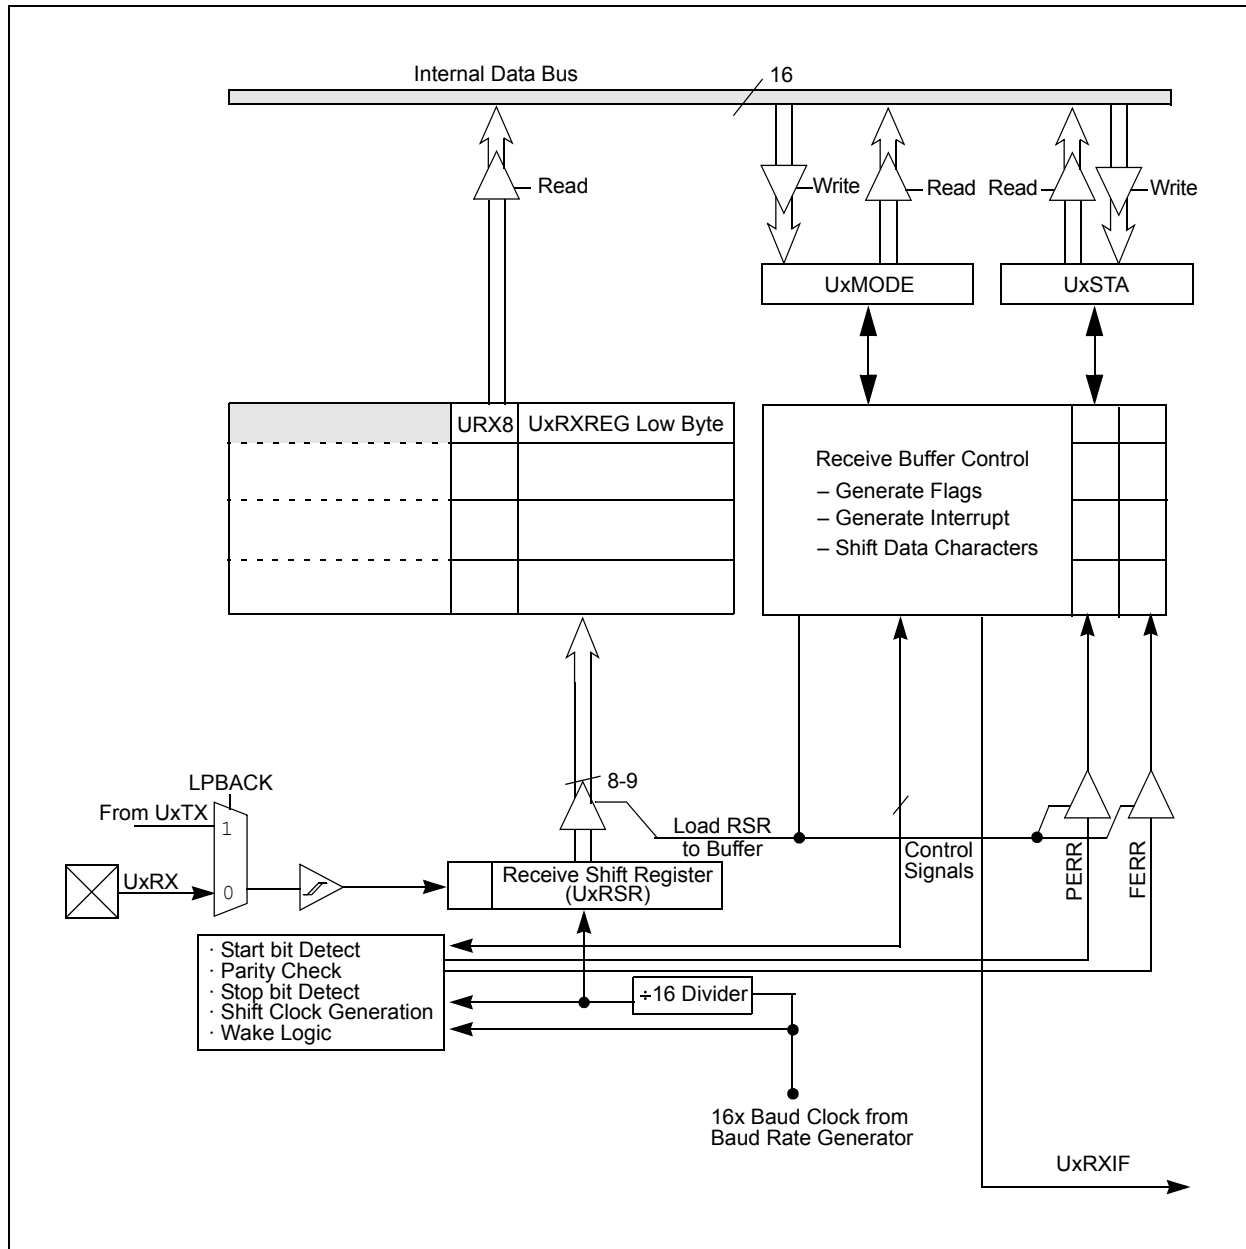 Internal Data Bus
16
Read
Write
Read
Read
Write
UxMODE
UxSTA
URX8
UxRXREG Low Byte
Receive Buffer Control
– Generate Flags
– Generate Interrupt
– Shift Data Characters
LPBACK
From UxTX
1
UxRX
0
8-9
Load RSR
to Buffer
Control
Signals
PERR
FERR
Receive Shift Register
(UxRSR)
· Start bit Detect
· Parity Check
· Stop bit Detect
· Shift Clock Generation
· Wake Logic
÷16 Divider
16x Baud Clock from
Baud Rate Generator
UxRXIF